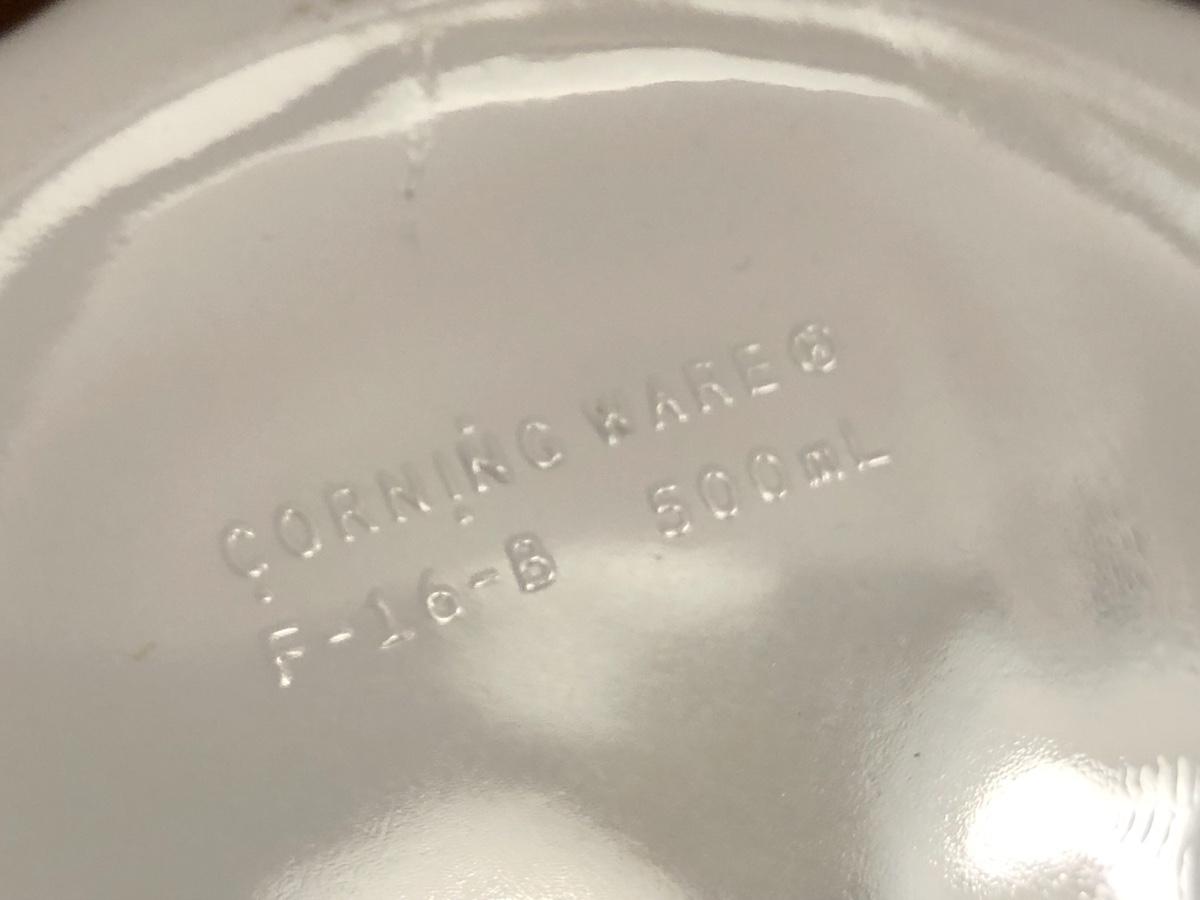 CORNING WARE®
F-16-B 500mL